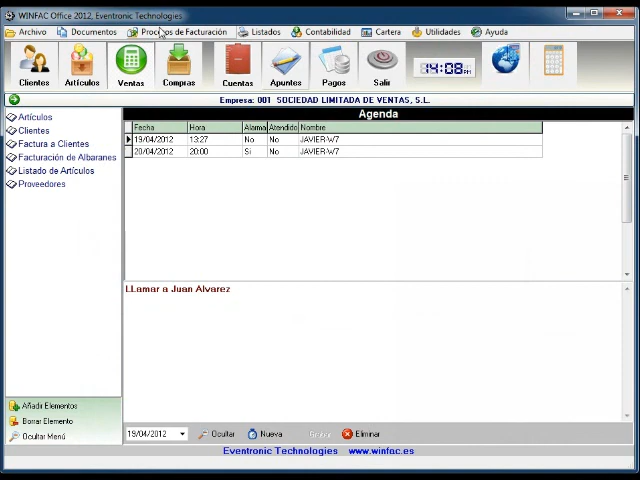 WINFAC Office 2012, Eventronic Technologies
Archivo Documentos Procesos de Facturación Listados Contabilidad Cartera Utilidades Ayuda
Clientes Artículos Ventas Compras Cuentas Apuntes Pagos Salir 14:08 PM
Empresa: 001 SOCIEDAD LIMITADA DE VENTAS, S.L.
Artículos
Clientes
Factura a Clientes
Facturación de Albaranes
Listado de Artículos
Proveedores
Agenda
Fecha Hora Alarma Atendido Nombre
19/04/2012 13:27 No No JAVIER-W7
20/04/2012 20:00 Si No JAVIER-W7
LLamar a Juan Alvarez
Añadir Elementos
Borrar Elemento
Ocultar Menú
19/04/2012 Ocultar Nueva Eliminar
Eventronic Technologies www.winfac.es